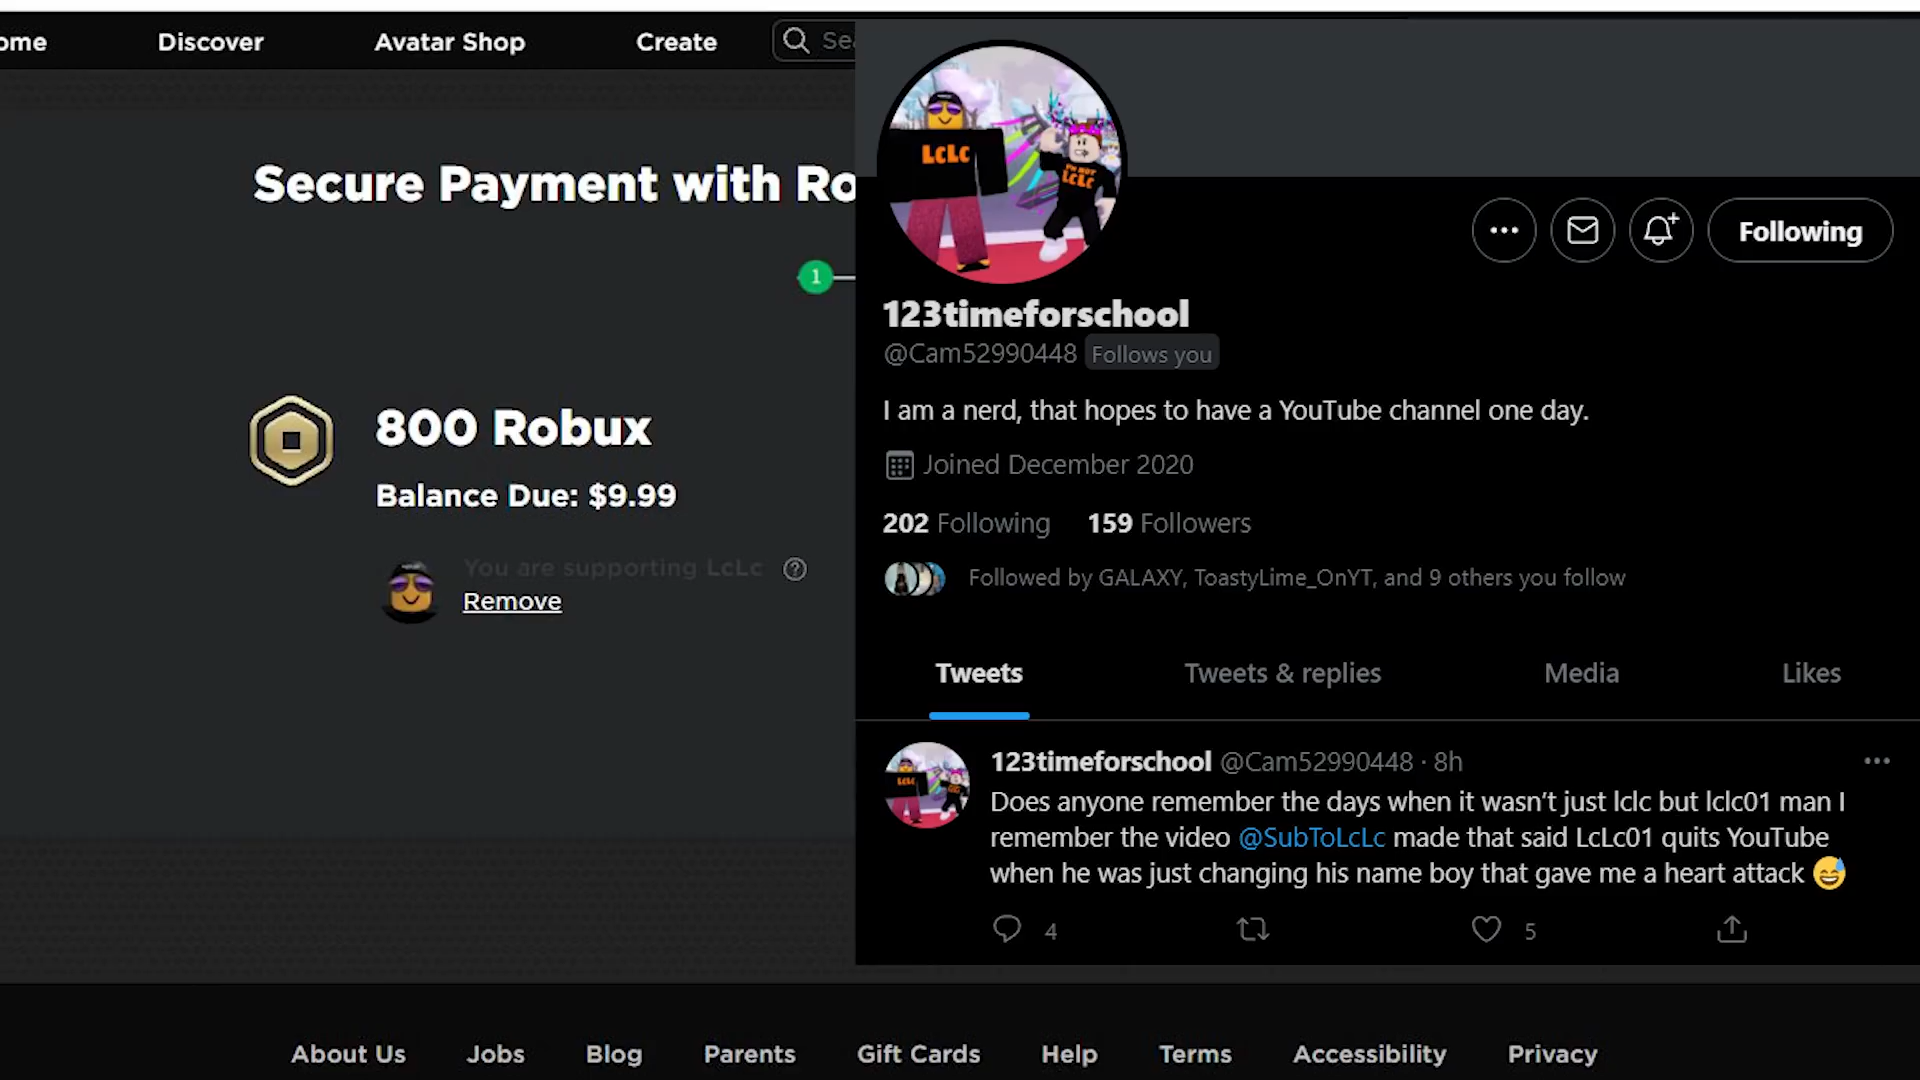 ome Discover Avatar Shop Create Sea
Secure Payment with Ro
1
800 Robux
Balance Due: $9.99
You are supporting LcLc ?
Remove
LcLc
I'M NOT
LCLC
Following
123timeforschool
@Cam52990448 Follows you
I am a nerd, that hopes to have a YouTube channel one day.
Joined December 2020
202 Following 159 Followers
Followed by GALAXY, ToastyLime_OnYT, and 9 others you follow
Tweets Tweets & replies Media Likes
123timeforschool @Cam52990448 · 8h
Does anyone remember the days when it wasn’t just lclc but lclc01 man I
remember the video @SubToLcLc made that said LcLc01 quits YouTube
when he was just changing his name boy that gave me a heart attack 😅
4 5
About Us Jobs Blog Parents Gift Cards Help Terms Accessibility Privacy